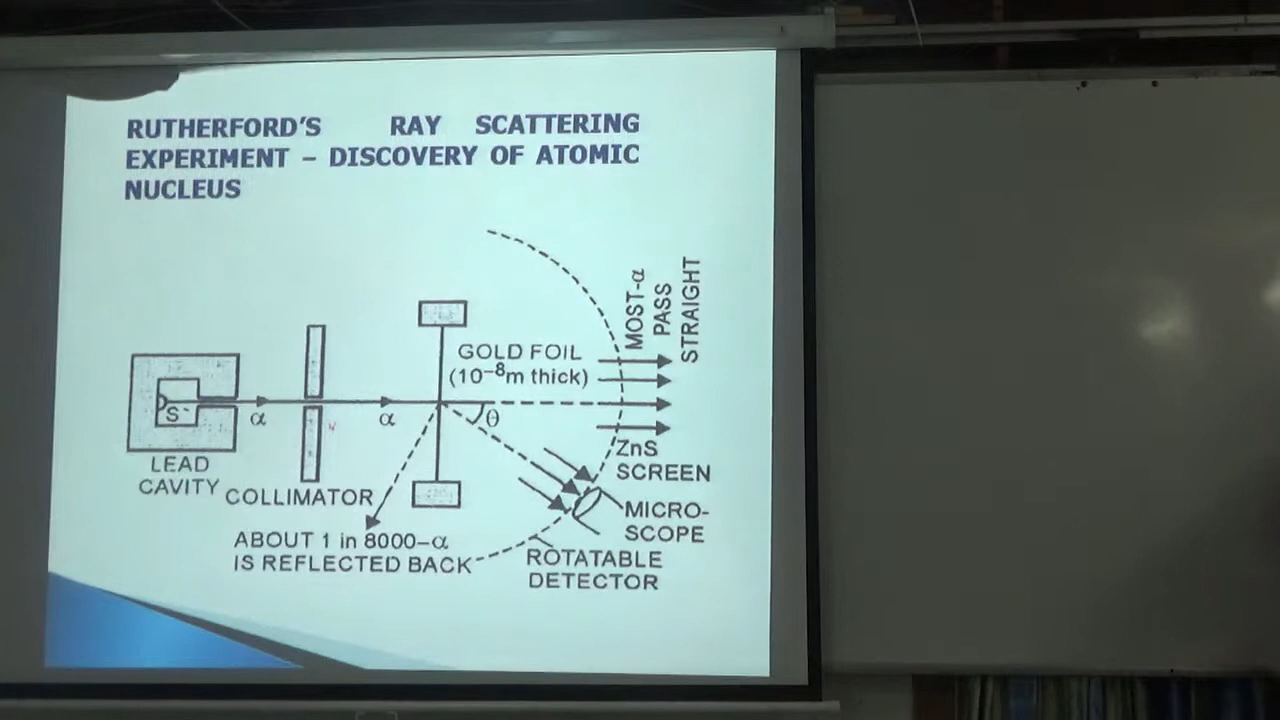 RUTHERFORD'S RAY SCATTERING
EXPERIMENT – DISCOVERY OF ATOMIC
NUCLEUS
MOST-α
PASS
STRAIGHT
GOLD FOIL
(10⁻⁸m thick)
S
α
α
θ
LEAD
CAVITY
COLLIMATOR
ZnS
SCREEN
MICRO-
SCOPE
ABOUT 1 in 8000–α
IS REFLECTED BACK
ROTATABLE
DETECTOR